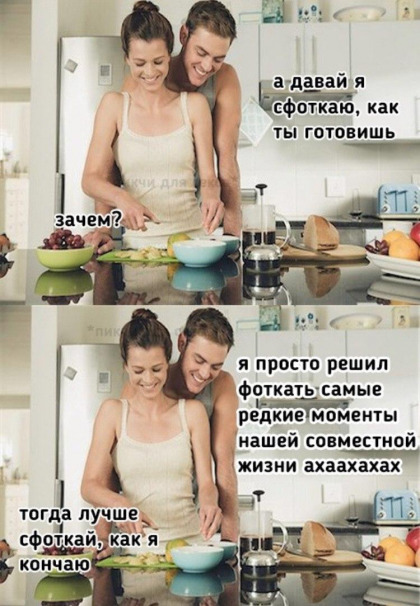 а давай я
сфоткаю, как
ты готовишь
зачем?
я просто решил
фоткать самые
редкие моменты
нашей совместной
жизни ахаахахах
тогда лучше
сфоткай, как я
кончаю